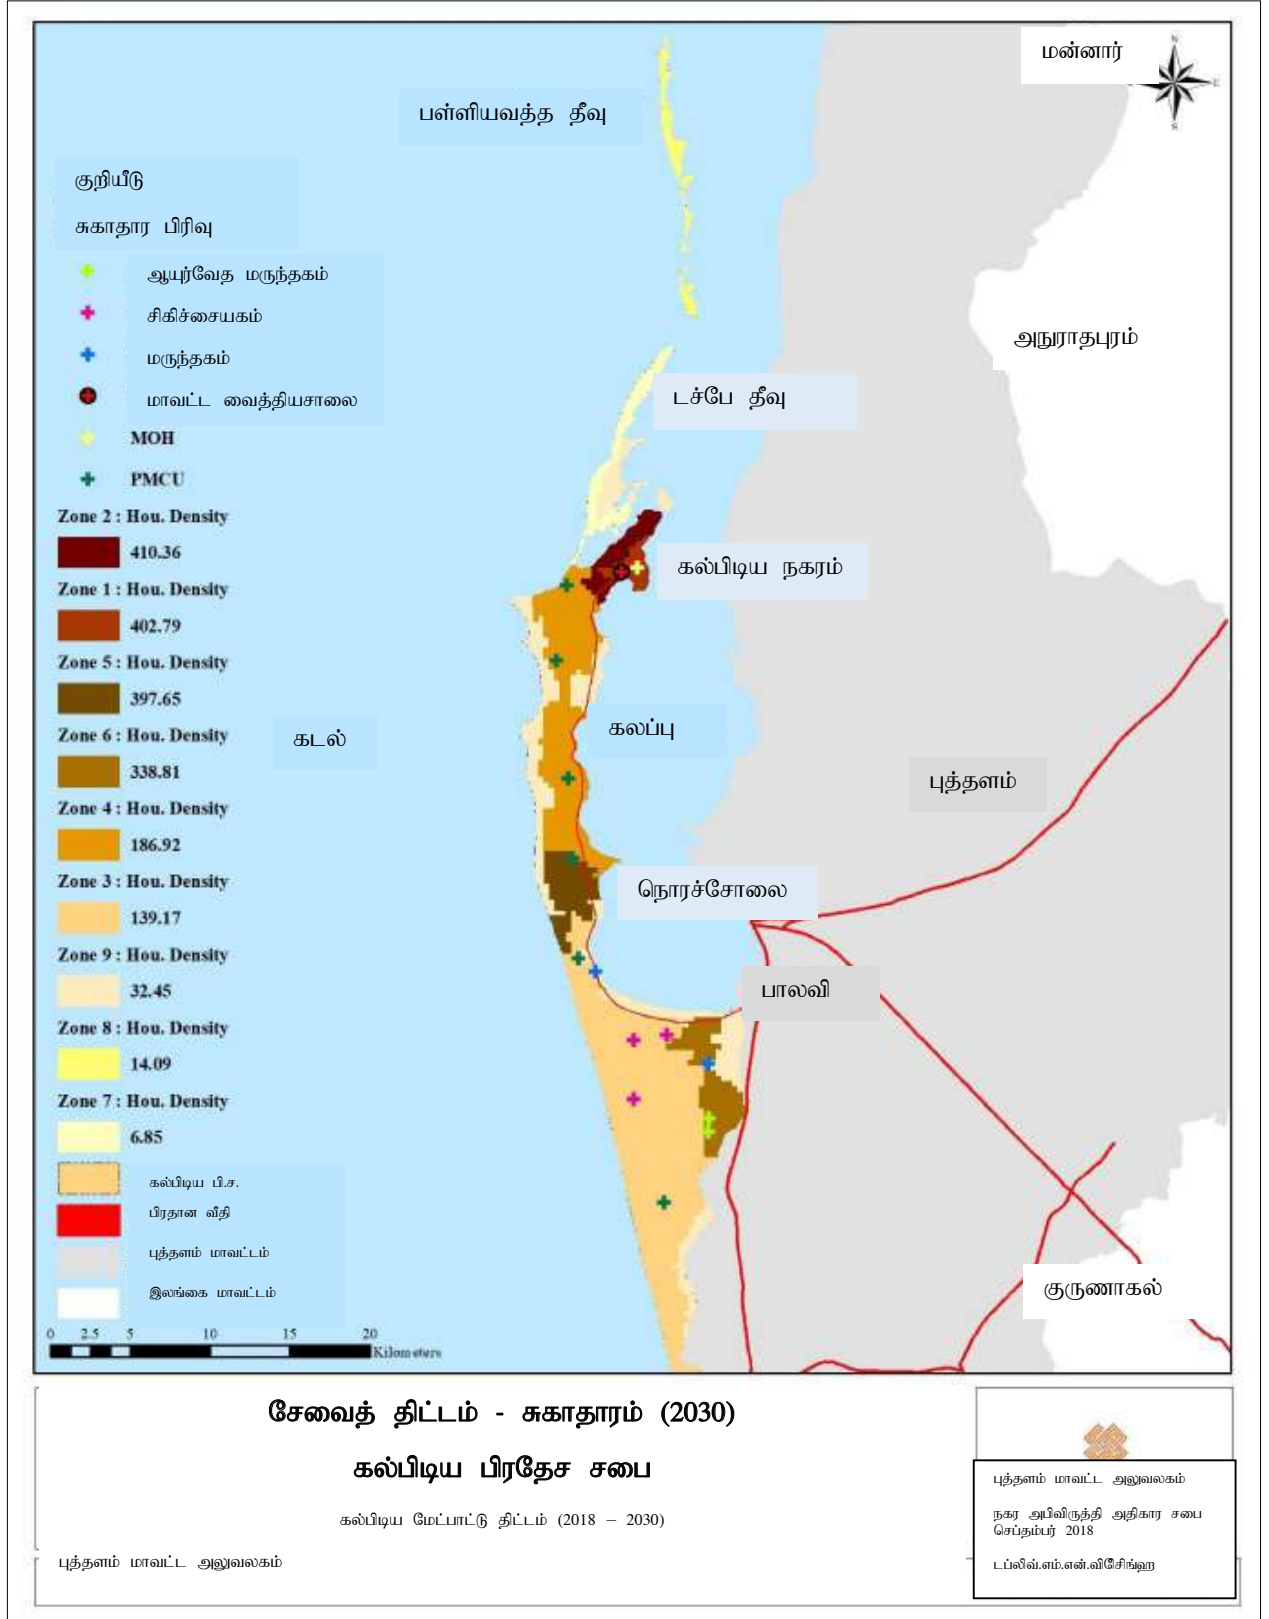 மன்னார்
N
E
S
பள்ளியவத்த தீவு
குறியீடு
சுகாதார பிரிவு
ஆயுர்வேத மருந்தகம்
சிகிச்சையகம்
மருந்தகம்
மாவட்ட வைத்தியசாலை
MOH
PMCU
Zone 2 : Hou. Density
410.36
Zone 1 : Hou. Density
402.79
Zone 5 : Hou. Density
397.65
Zone 6 : Hou. Density
338.81
Zone 4 : Hou. Density
186.92
Zone 3 : Hou. Density
139.17
Zone 9 : Hou. Density
32.45
Zone 8 : Hou. Density
14.09
Zone 7 : Hou. Density
6.85
கல்பிடிய பி.ச.
பிரதான வீதி
புத்தளம் மாவட்டம்
இலங்கை மாவட்டம்
0 2.5 5 10 15 20
Kilometers
அநுராதபுரம்
டச்பே தீவு
கல்பிடிய நகரம்
கடல்
கலப்பு
புத்தளம்
நொரச்சோலை
பாலவி
குருணாகல்
சேவைத் திட்டம் - சுகாதாரம் (2030)
கல்பிடிய பிரதேச சபை
கல்பிடிய மேட்பாட்டு திட்டம் (2018 – 2030)
புத்தளம் மாவட்ட அலுவலகம்
புத்தளம் மாவட்ட அலுவலகம்
நகர அபிவிருத்தி அதிகார சபை
செப்தம்பர் 2018
டப்லிவ்.எம்.என்.விசேிங்ஹ